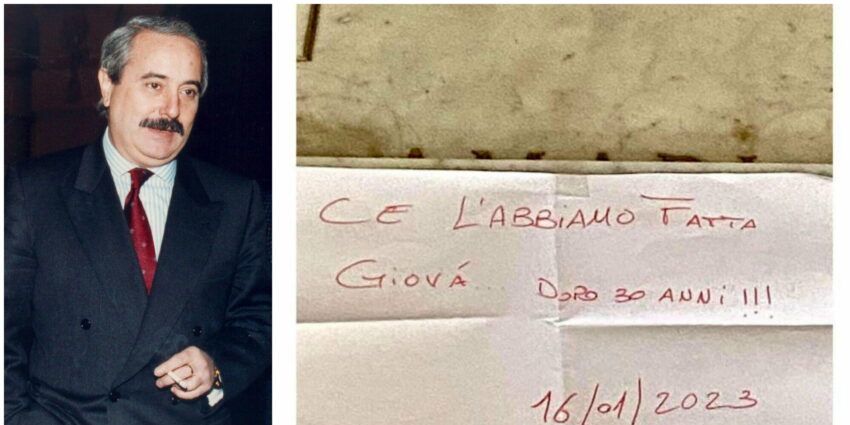 CE L'ABBIAMO FATTA
GIOVÁ DOPO 30 ANNI!!!
16/01/2023